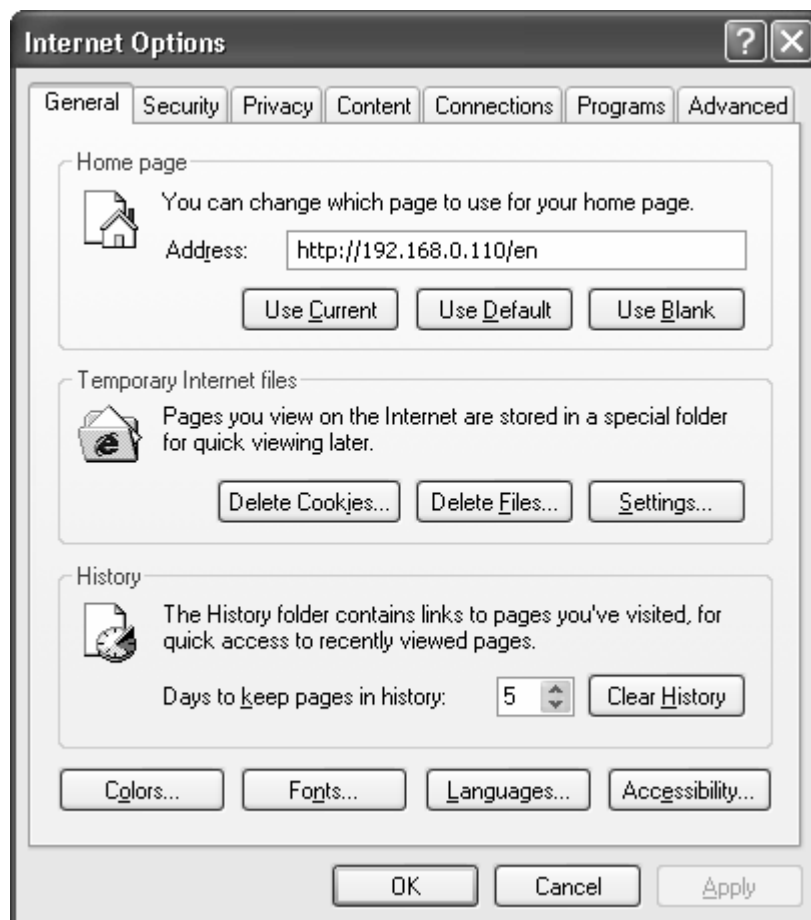 Internet Options
General Security Privacy Content Connections Programs Advanced
Home page
You can change which page to use for your home page.
Address: http://192.168.0.110/en
Use Current Use Default Use Blank
Temporary Internet files
Pages you view on the Internet are stored in a special folder
for quick viewing later.
Delete Cookies... Delete Files... Settings...
History
The History folder contains links to pages you've visited, for
quick access to recently viewed pages.
Days to keep pages in history: 5 Clear History
Colors... Fonts... Languages... Accessibility...
OK Cancel Apply